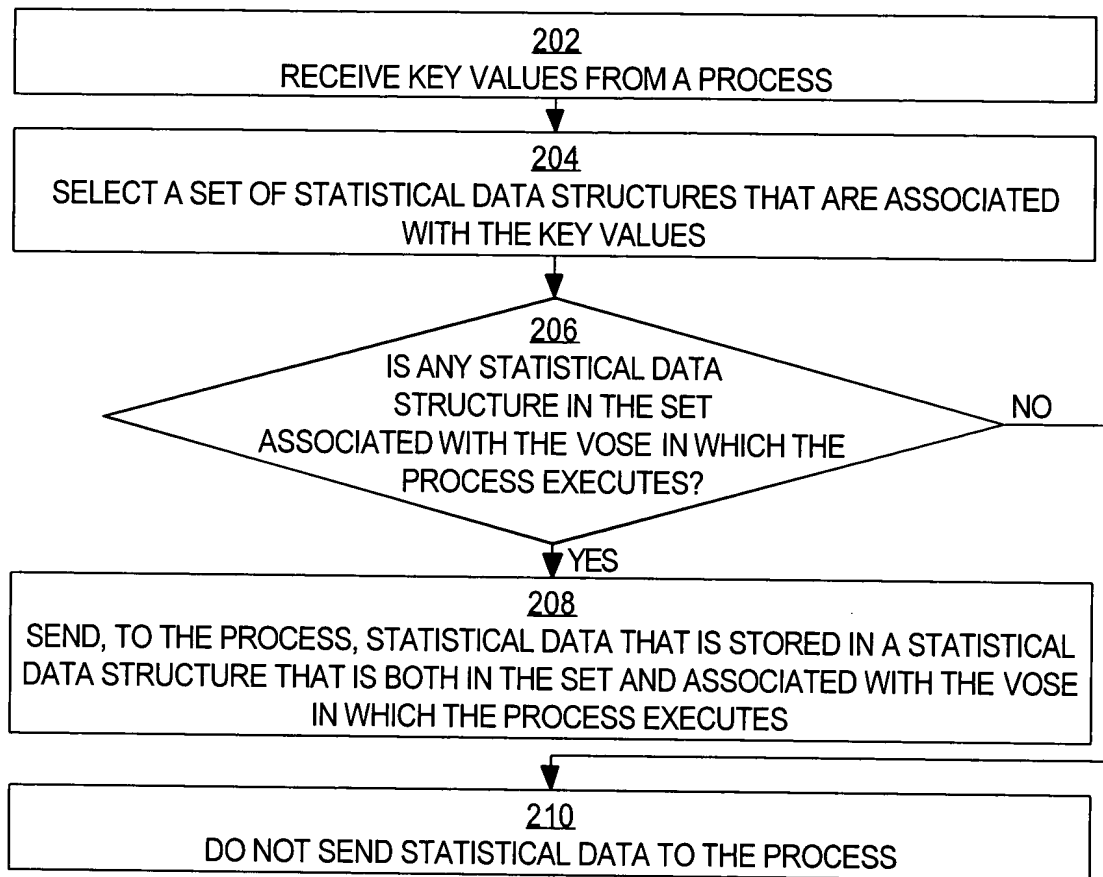 202
RECEIVE KEY VALUES FROM A PROCESS
204
SELECT A SET OF STATISTICAL DATA STRUCTURES THAT ARE ASSOCIATED
WITH THE KEY VALUES
206
IS ANY STATISTICAL DATA
STRUCTURE IN THE SET
ASSOCIATED WITH THE VOSE IN WHICH THE
PROCESS EXECUTES?
NO
YES
208
SEND, TO THE PROCESS, STATISTICAL DATA THAT IS STORED IN A STATISTICAL
DATA STRUCTURE THAT IS BOTH IN THE SET AND ASSOCIATED WITH THE VOSE
IN WHICH THE PROCESS EXECUTES
210
DO NOT SEND STATISTICAL DATA TO THE PROCESS